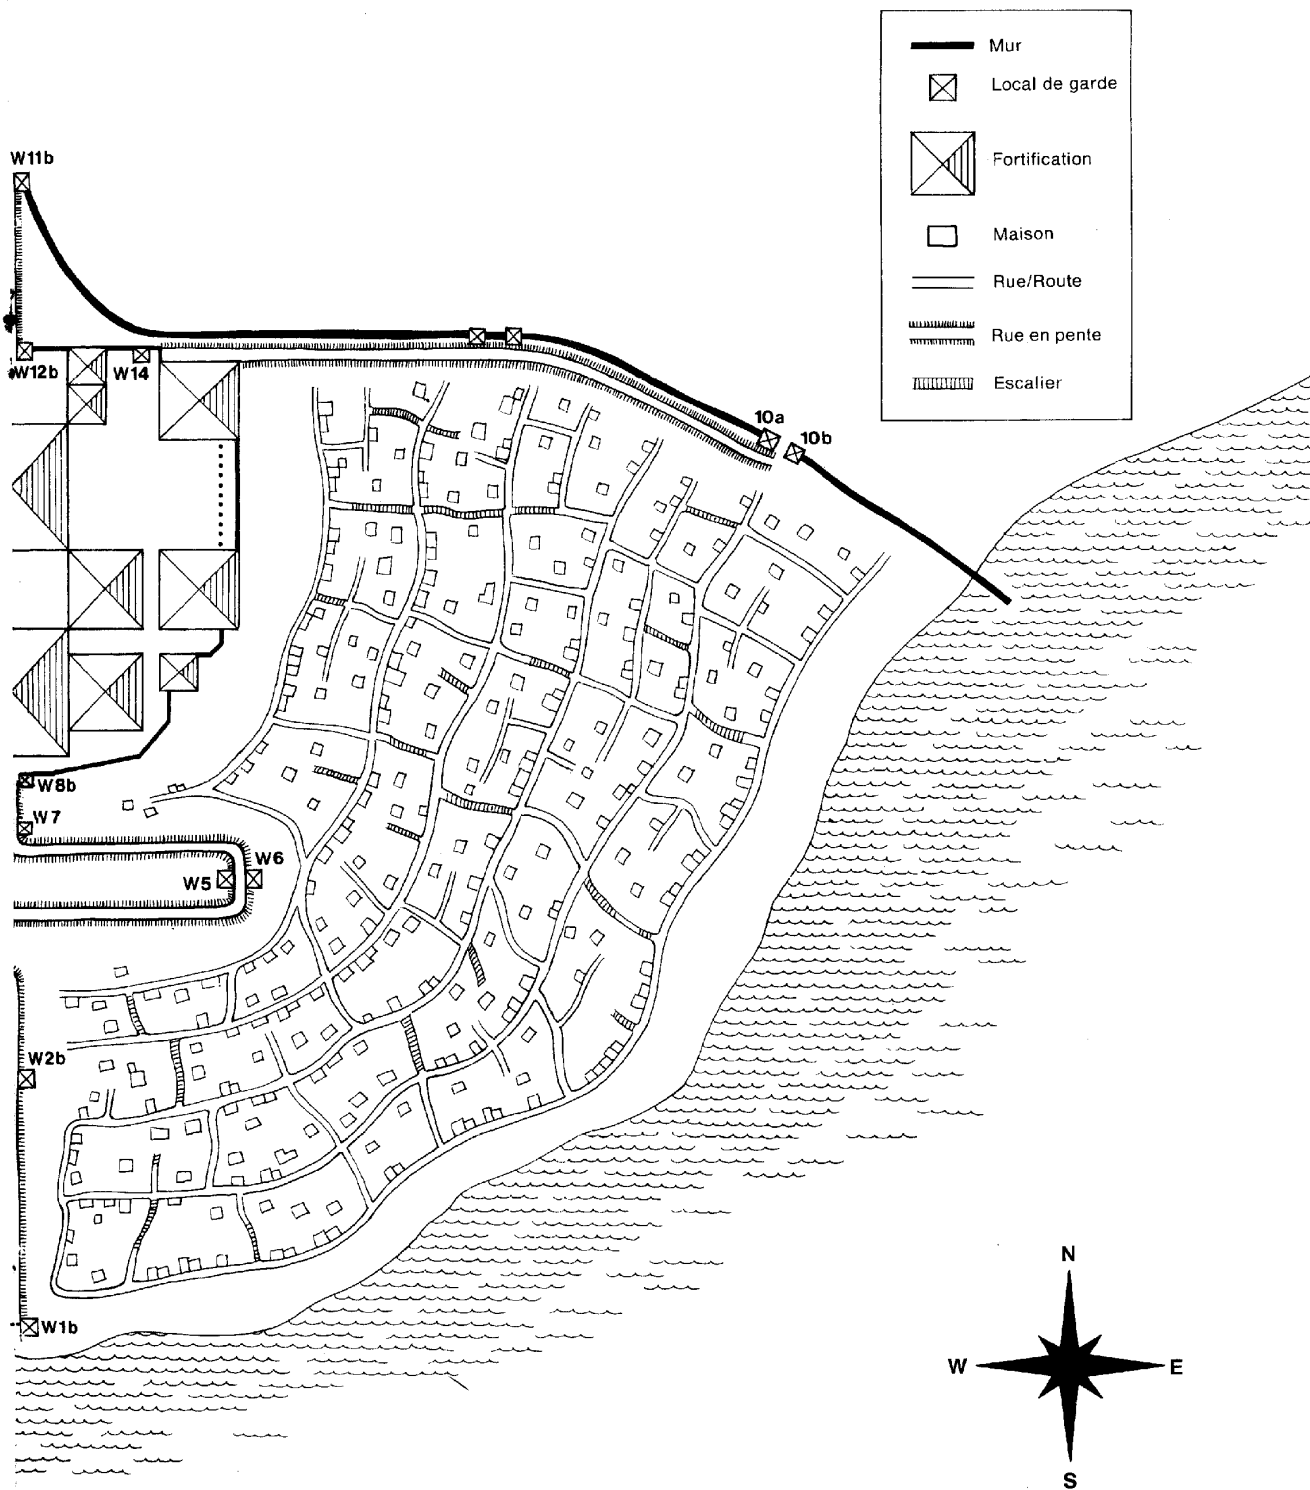 Mur
Local de garde
Fortification
Maison
Rue/Route
Rue en pente
Escalier
W11b
W12b
W14
10a
10b
W8b
W7
W6
W5
W2b
W1b
N
W
E
S